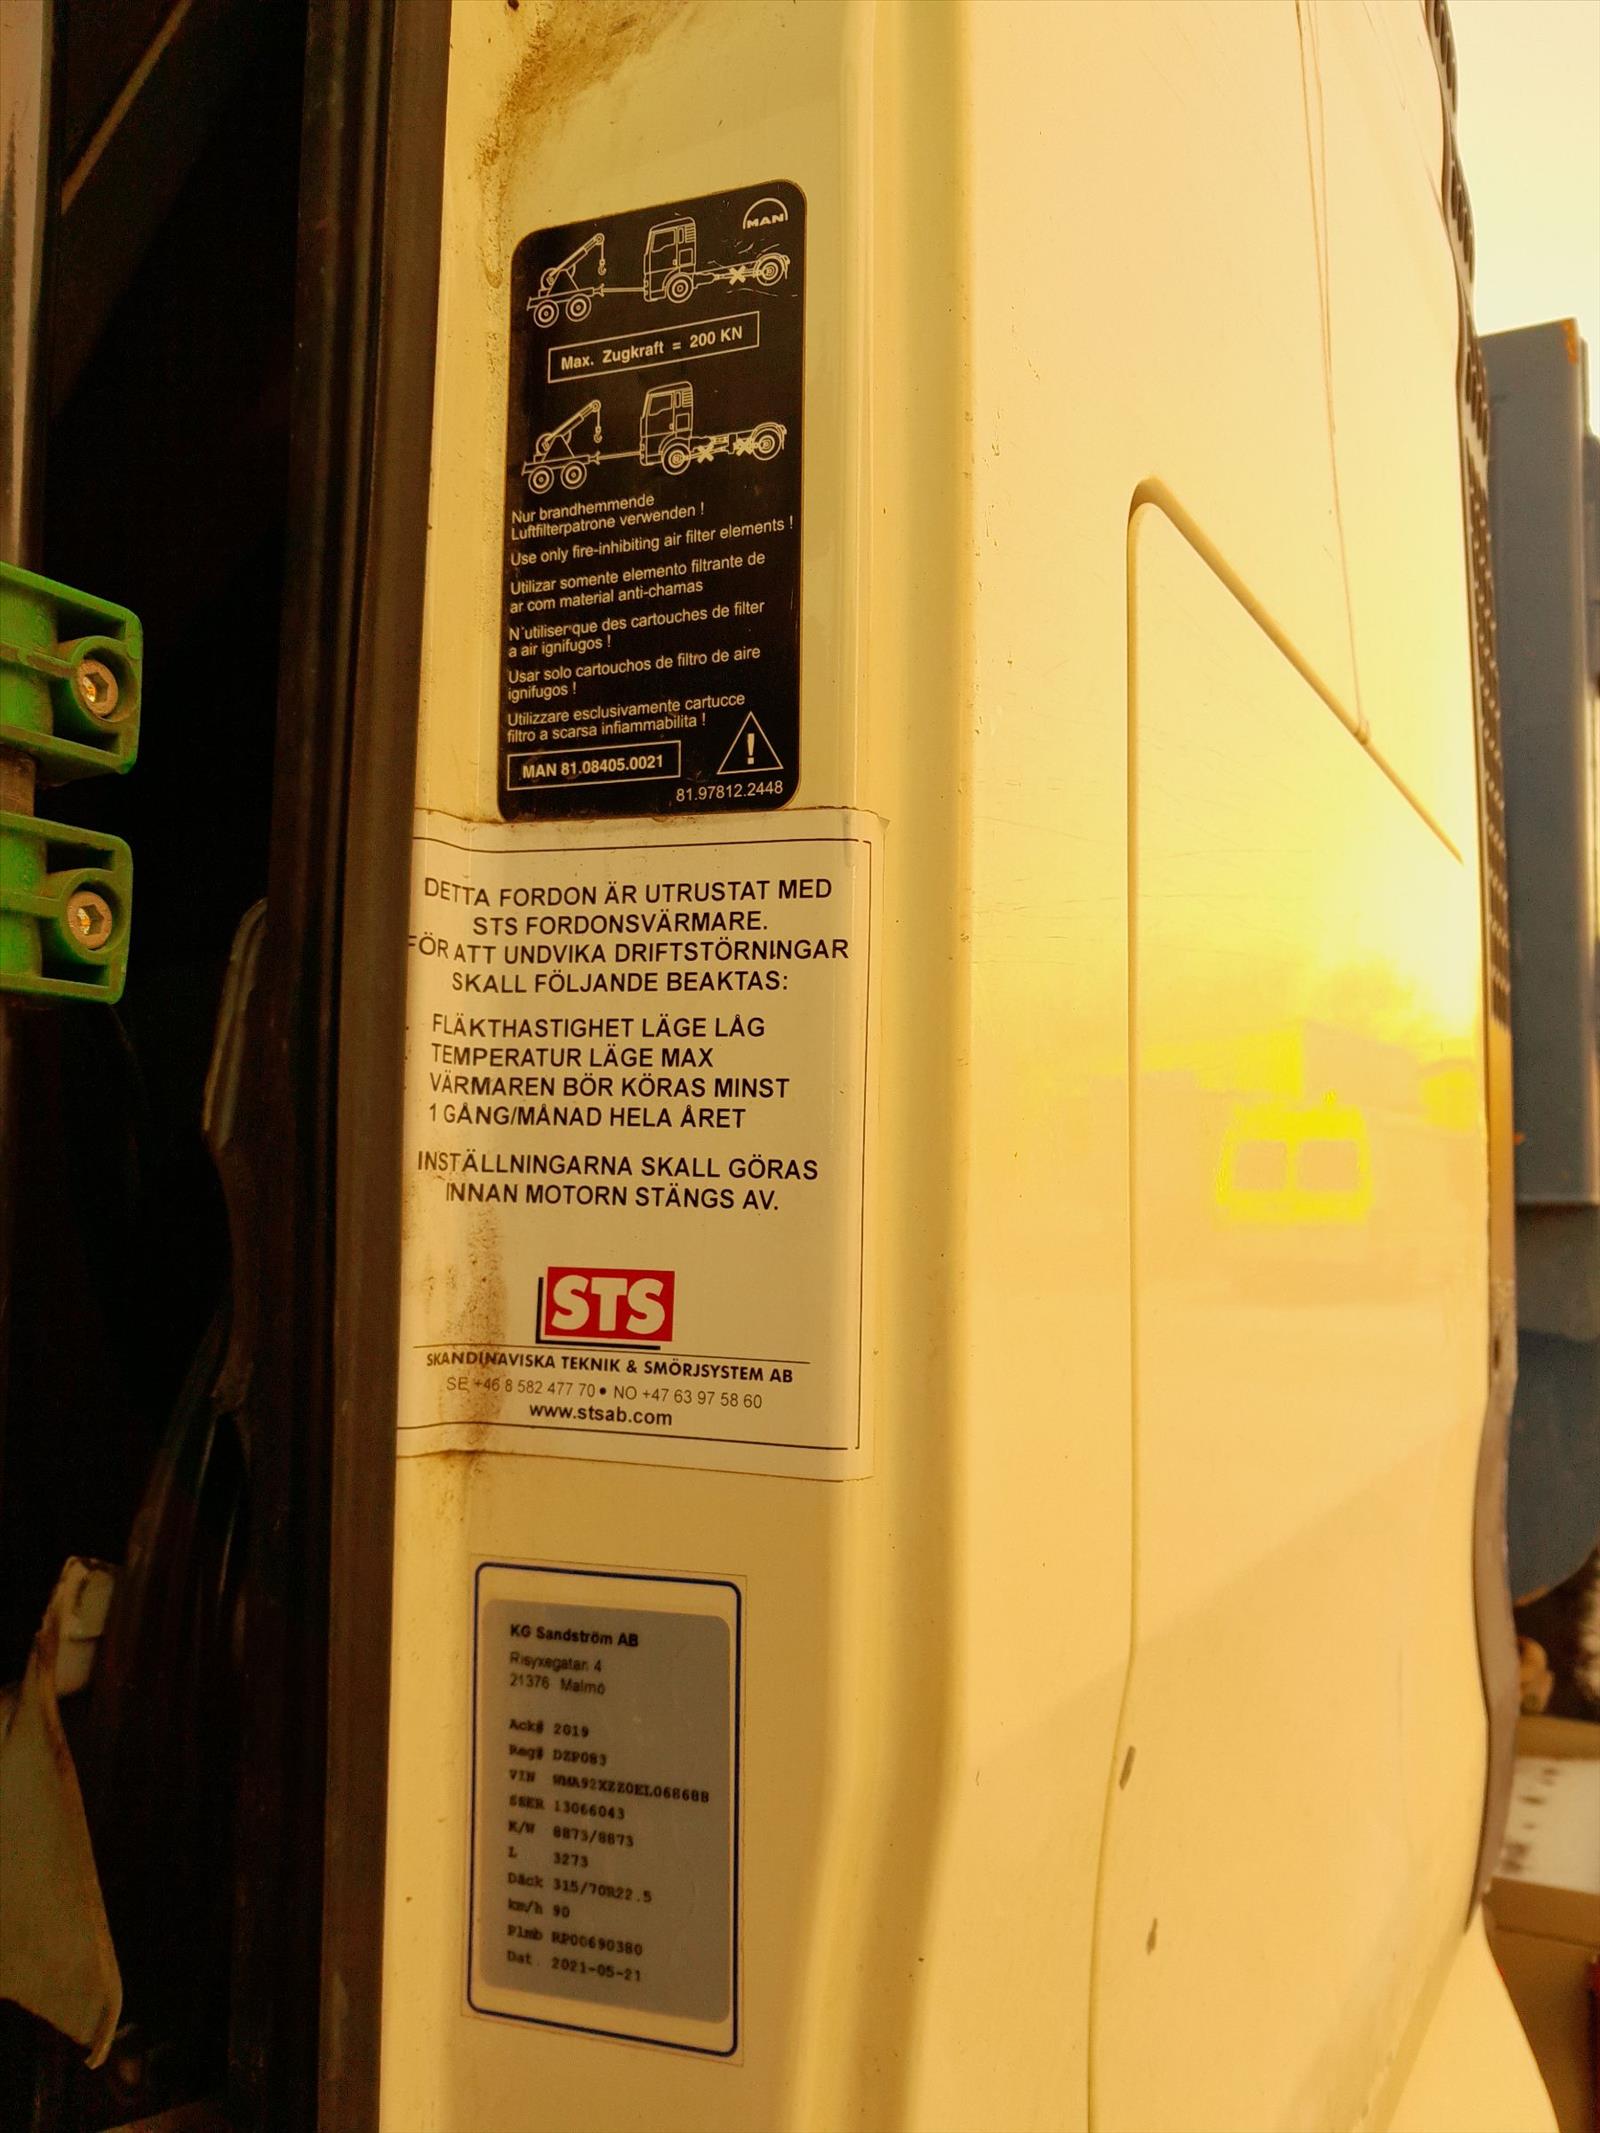 MAN
Max. Zugkraft = 200 KN
Nur brandhemmende
Luftfilterpatrone verwenden !
Use only fire-inhibiting air filter elements !
Utilizar somente elemento filtrante de
ar com material anti-chamas
N´utiliser que des cartouches de filter
a air ignifugos !
Usar solo cartouchos de filtro de aire
ignifugos !
Utilizzare esclusivamente cartucce
filtro a scarsa infiammabilita !
MAN 81.08405.0021
81.97812.2448
DETTA FORDON ÄR UTRUSTAT MED
STS FORDONSVÄRMARE.
FÖR ATT UNDVIKA DRIFTSTÖRNINGAR
SKALL FÖLJANDE BEAKTAS:
FLÄKTHASTIGHET LÄGE LÅG
TEMPERATUR LÄGE MAX
VÄRMAREN BÖR KÖRAS MINST
1 GÅNG/MÅNAD HELA ÅRET
INSTÄLLNINGARNA SKALL GÖRAS
INNAN MOTORN STÄNGS AV.
STS
SKANDINAVISKA TEKNIK & SMÖRJSYSTEM AB
SE +46 8 582 477 70 • NO +47 63 97 58 60
www.stsab.com
KG Sandström AB
Risyxegatan 4
21376 Malmö
Ack# 2019
Reg# DZP083
VIN
SSER 13066043
K/W 8873/8873
L 3273
Däck 315/70R22.5
km/h 90
Plmb RP00690380
Dat. 2021-05-21